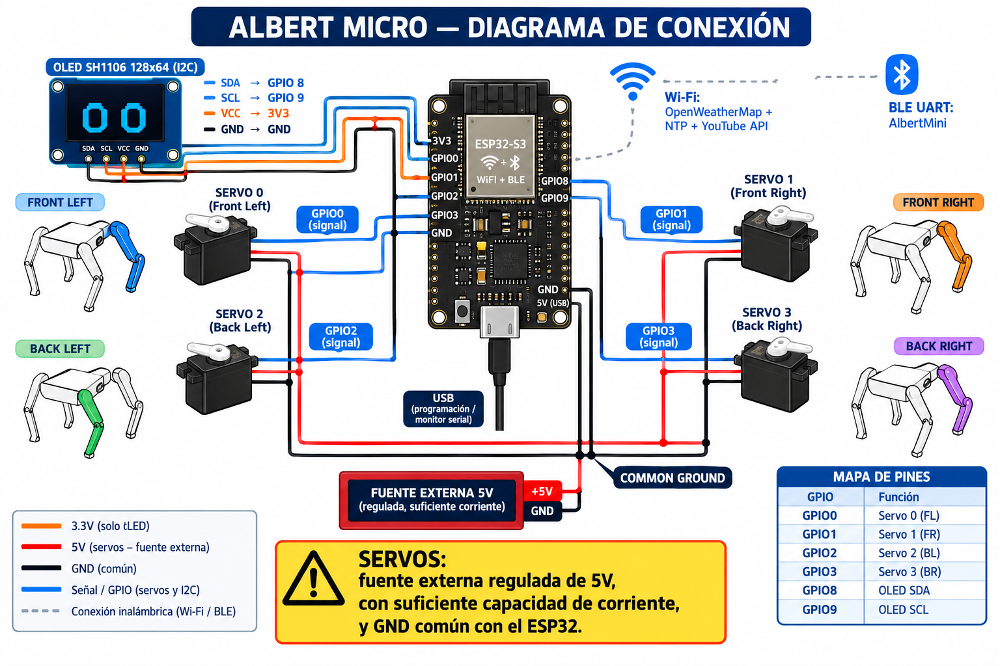 ALBERT MICRO — DIAGRAMA DE CONEXIÓN
OLED SH1106 128x64 (I2C)
SDA → GPIO 8
SCL → GPIO 9
VCC → 3V3
GND → GND
00
SDA SCL VCC GND
Wi-Fi:
OpenWeatherMap +
NTP + YouTube API
BLE UART:
AlbertMini
ESP32-S3
+
WiFI + BLE
3V3
GPIO0
GPIO1
GPIO2
GPIO3
GND
GPIO8
GPIO9
GND
5V (USB)
FRONT LEFT
SERVO 0
(Front Left)
GPIO0
(signal)
GPIO1
(signal)
SERVO 1
(Front Right)
FRONT RIGHT
BACK LEFT
SERVO 2
(Back Left)
GPIO2
(signal)
GPIO3
(signal)
SERVO 3
(Back Right)
BACK RIGHT
USB
(programación /
monitor serial)
COMMON GROUND
FUENTE EXTERNA 5V
(regulada, suficiente corriente)
+5V
GND
3.3V (solo tLED)
5V (servos – fuente externa)
GND (común)
Señal / GPIO (servos y I2C)
Conexión inalámbrica (Wi-Fi / BLE)
SERVOS:
fuente externa regulada de 5V,
con suficiente capacidad de corriente,
y GND común con el ESP32.
MAPA DE PINES
GPIO Función
GPIO0 Servo 0 (FL)
GPIO1 Servo 1 (FR)
GPIO2 Servo 2 (BL)
GPIO3 Servo 3 (BR)
GPIO8 OLED SDA
GPIO9 OLED SCL